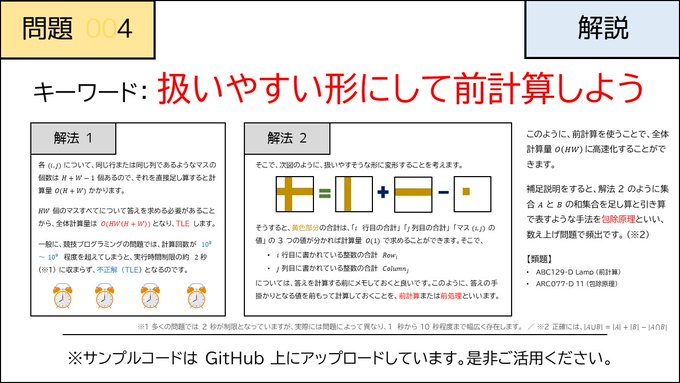 問題 004
解説
キーワード: 扱いやすい形にして前計算しよう
解法 1
各 (i, j) について、同じ行または同じ列であるようなマスの
個数は H + W − 1 個あるので、それを直接足し算すると計
算量 O(H + W) かかります。
HW 個のマスすべてについて答えを求める必要があること
から、全体計算量は O(HW(H + W)) となり、TLE します。
一般に、競技プログラミングの問題では、計算回数が 10⁸
～ 10⁹ 程度を超えてしまうと、実行時間制限の約 2 秒
(※1) に収まらず、不正解 (TLE) となるのです。
解法 2
そこで、次図のように、扱いやすそうな形に変形することを考えます。
= + −
そうすると、黄色部分の合計は、「i 行目の合計」「j 列目の合計」「マス (i, j) の
値」の 3 つの値が分かれば計算量 O(1) で求めることができます。そこで、
• i 行目に書かれている整数の合計 Rowᵢ
• j 列目に書かれている整数の合計 Columnⱼ
については、答えを計算する前にメモしておくと良いです。このように、答えの手
掛かりとなる値を前もって計算しておくことを、前計算または前処理といいます。
このように、前計算を使うことで、全体
計算量 O(HW) に高速化することがで
きます。
補足説明をすると、解法 2 のように集
合 A と B の和集合を足し算と引き算
で表すような手法を包除原理といい、
数え上げ問題で頻出です。(※2)
【類題】
• ABC129-D Lamp (前計算)
• ARC077-D 11 (包除原理)
※1 多くの問題では 2 秒が制限となっていますが、実際には問題によって異なり、1 秒から 10 秒程度まで幅広く存在します。 ／ ※2 正確には、|A∪B| = |A| + |B| − |A∩B|
※サンプルコードは GitHub 上にアップロードしています。是非ご活用ください。